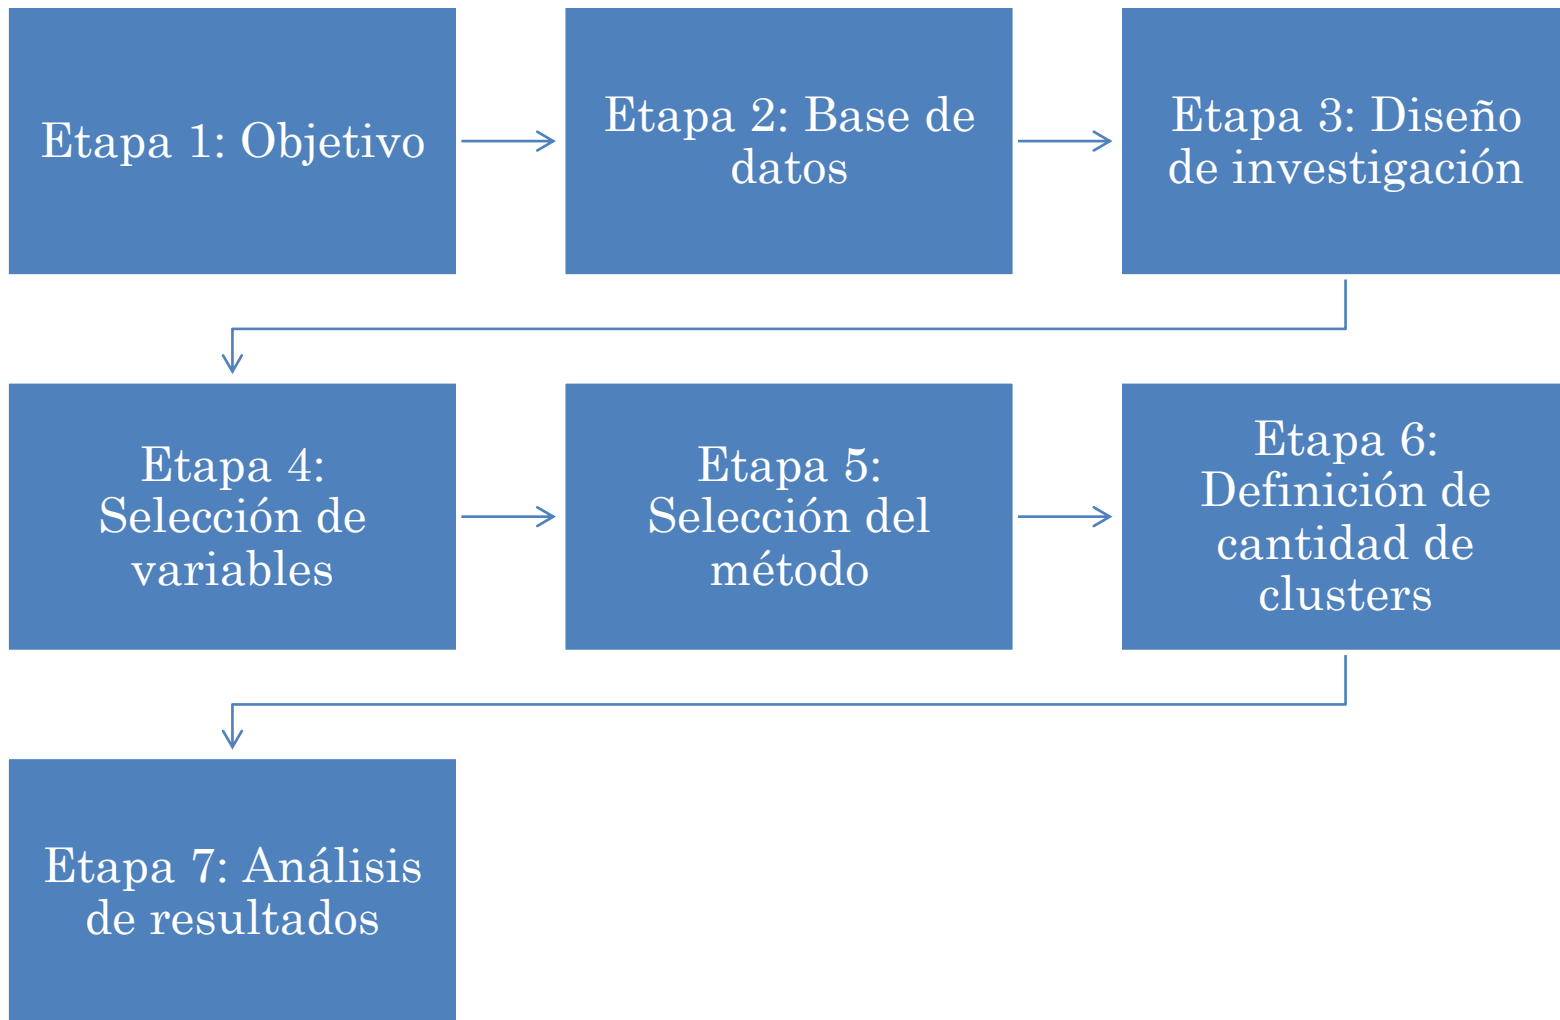 Etapa 1: Objetivo
Etapa 2: Base de
datos
Etapa 3: Diseño
de investigación
Etapa 4:
Selección de
variables
Etapa 5:
Selección del
método
Etapa 6:
Definición de
cantidad de
clusters
Etapa 7: Análisis
de resultados